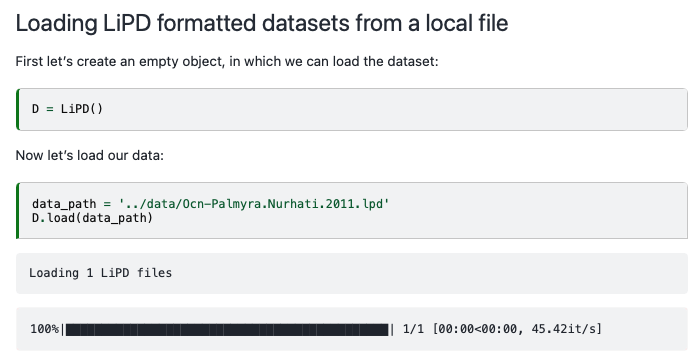 Loading LiPD formatted datasets from a local file
First let's create an empty object, in which we can load the dataset:
D = LiPD()
Now let's load our data:
data_path = '../data/Ocn-Palmyra.Nurhati.2011.lpd'
D.load(data_path)
Loading 1 LiPD files
100%|████████████████████████████████████████| 1/1 [00:00<00:00, 45.42it/s]